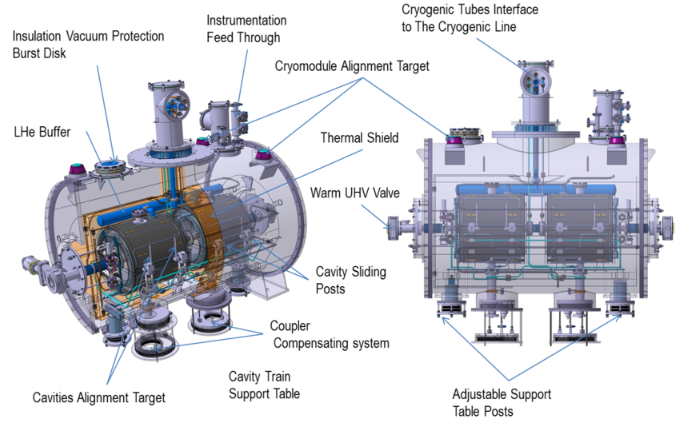 Insulation Vacuum Protection
Burst Disk
Instrumentation
Feed Through
Cryogenic Tubes Interface
to The Cryogenic Line
Cryomodule Alignment Target
LHe Buffer
Thermal Shield
Warm UHV Valve
Cavity Sliding
Posts
Coupler
Compensating system
Cavity Train
Support Table
Cavities Alignment Target
Adjustable Support
Table Posts